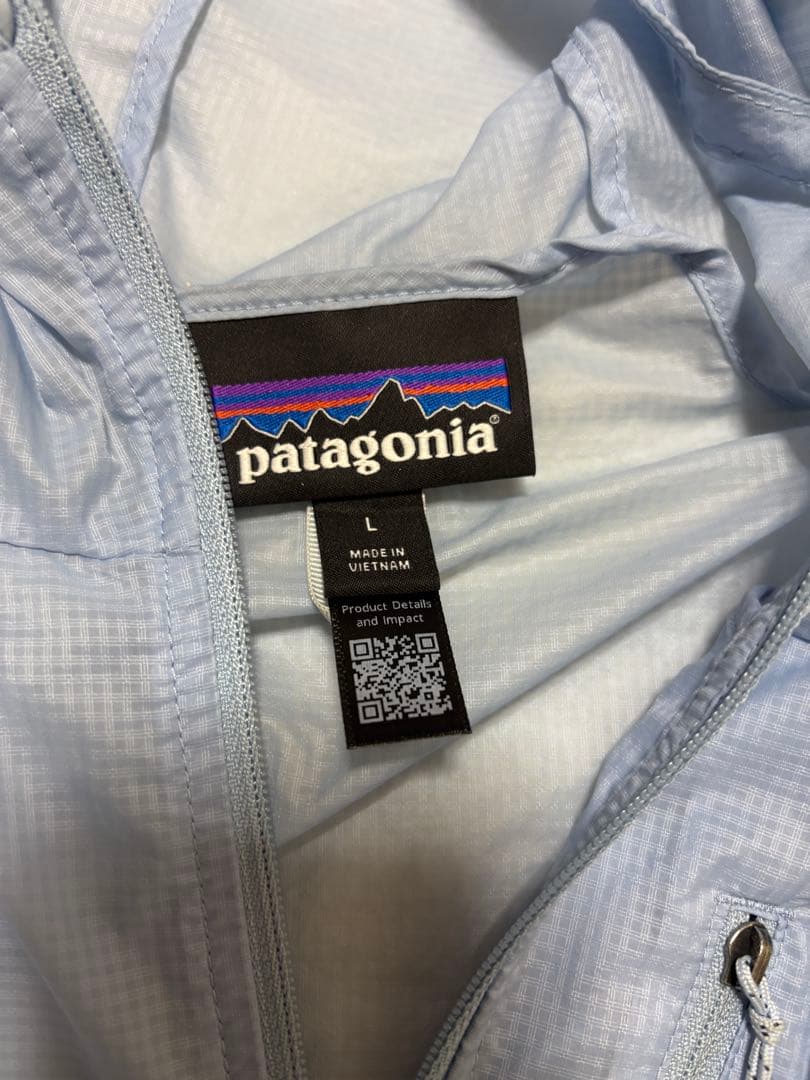 patagonia®
L
MADE IN
VIETNAM
Product Details
and Impact